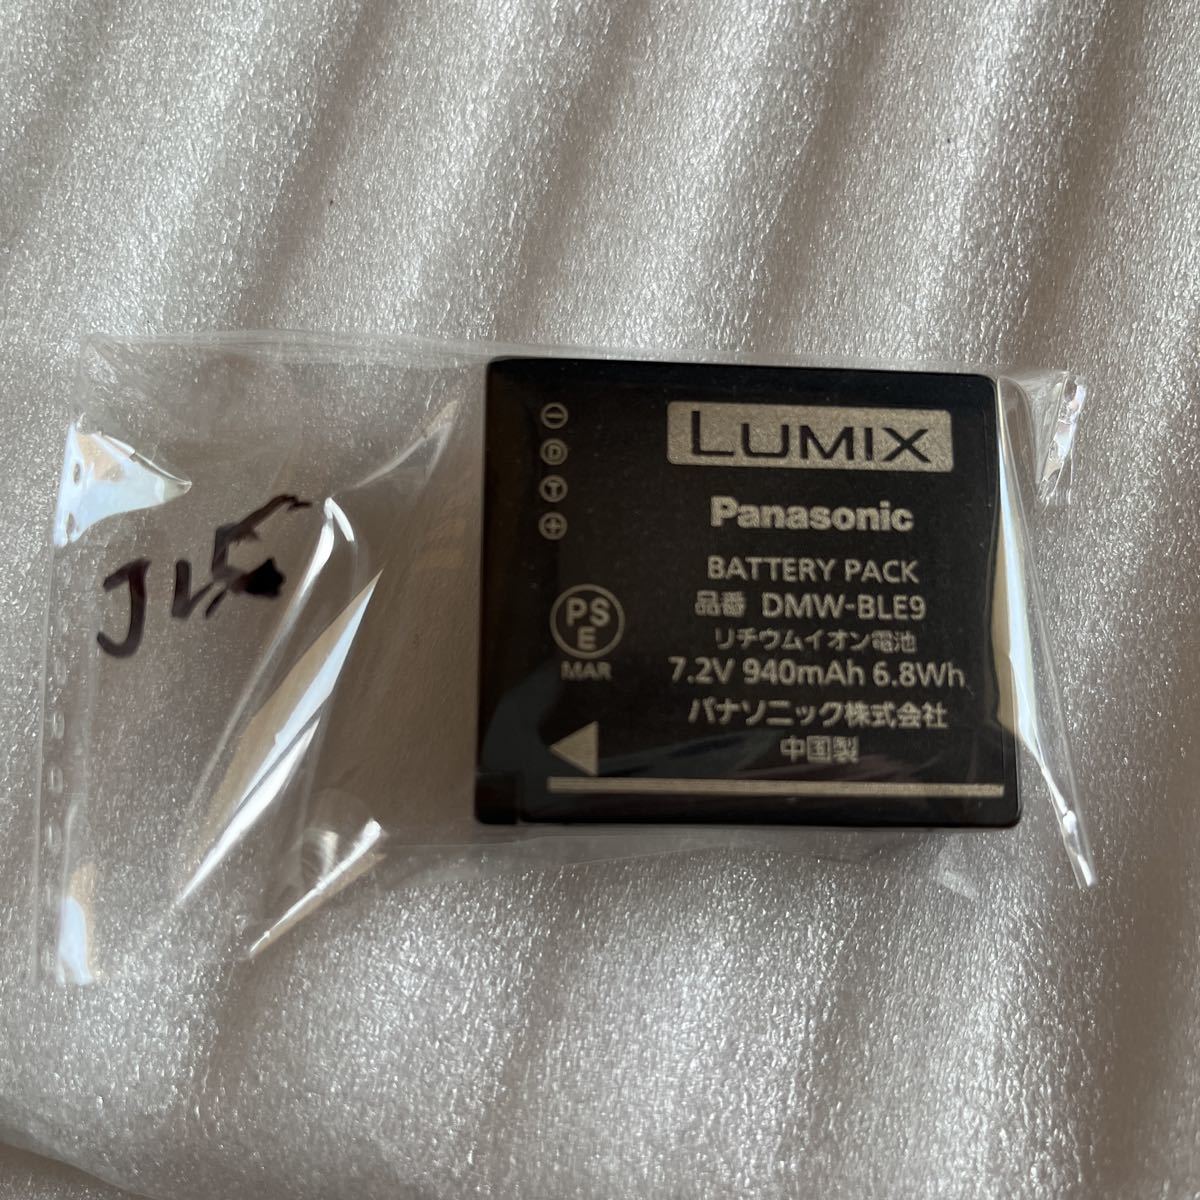 LUMIX
Panasonic
BATTERY PACK
品番 DMW-BLE9
リチウムイオン電池
7.2V 940mAh 6.8Wh
パナソニック株式会社
中国製
D
T
PS
E
MAR